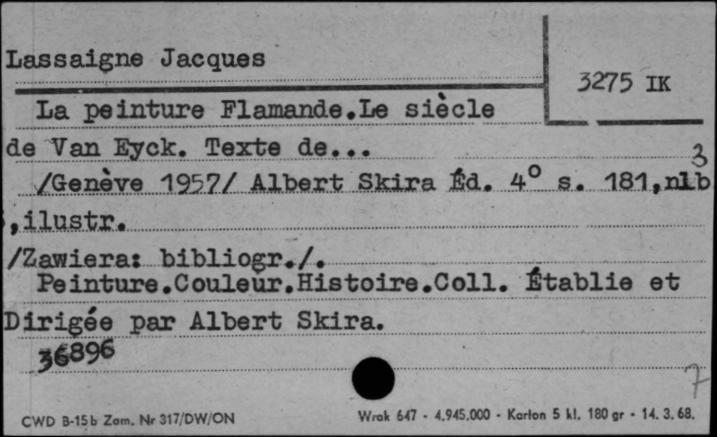 Lassaigne Jacques
3275 IK
La peinture Flamande.Le siècle
de Van Eyck. Texte de...
/Genève 1957/ Albert Skira Éd. 4° s. 181,nlb
3
,ilustr.
/Zawiera: bibliogr./.
Peinture.Couleur.Histoire.Coll. Établie et
Dirigée par Albert Skira.
36896
7
CWD B-15b Zam. Nr 317/DW/ON
Wrak 647 - 4.945.000 - Karton 5 kl. 180 gr - 14. 3. 68.